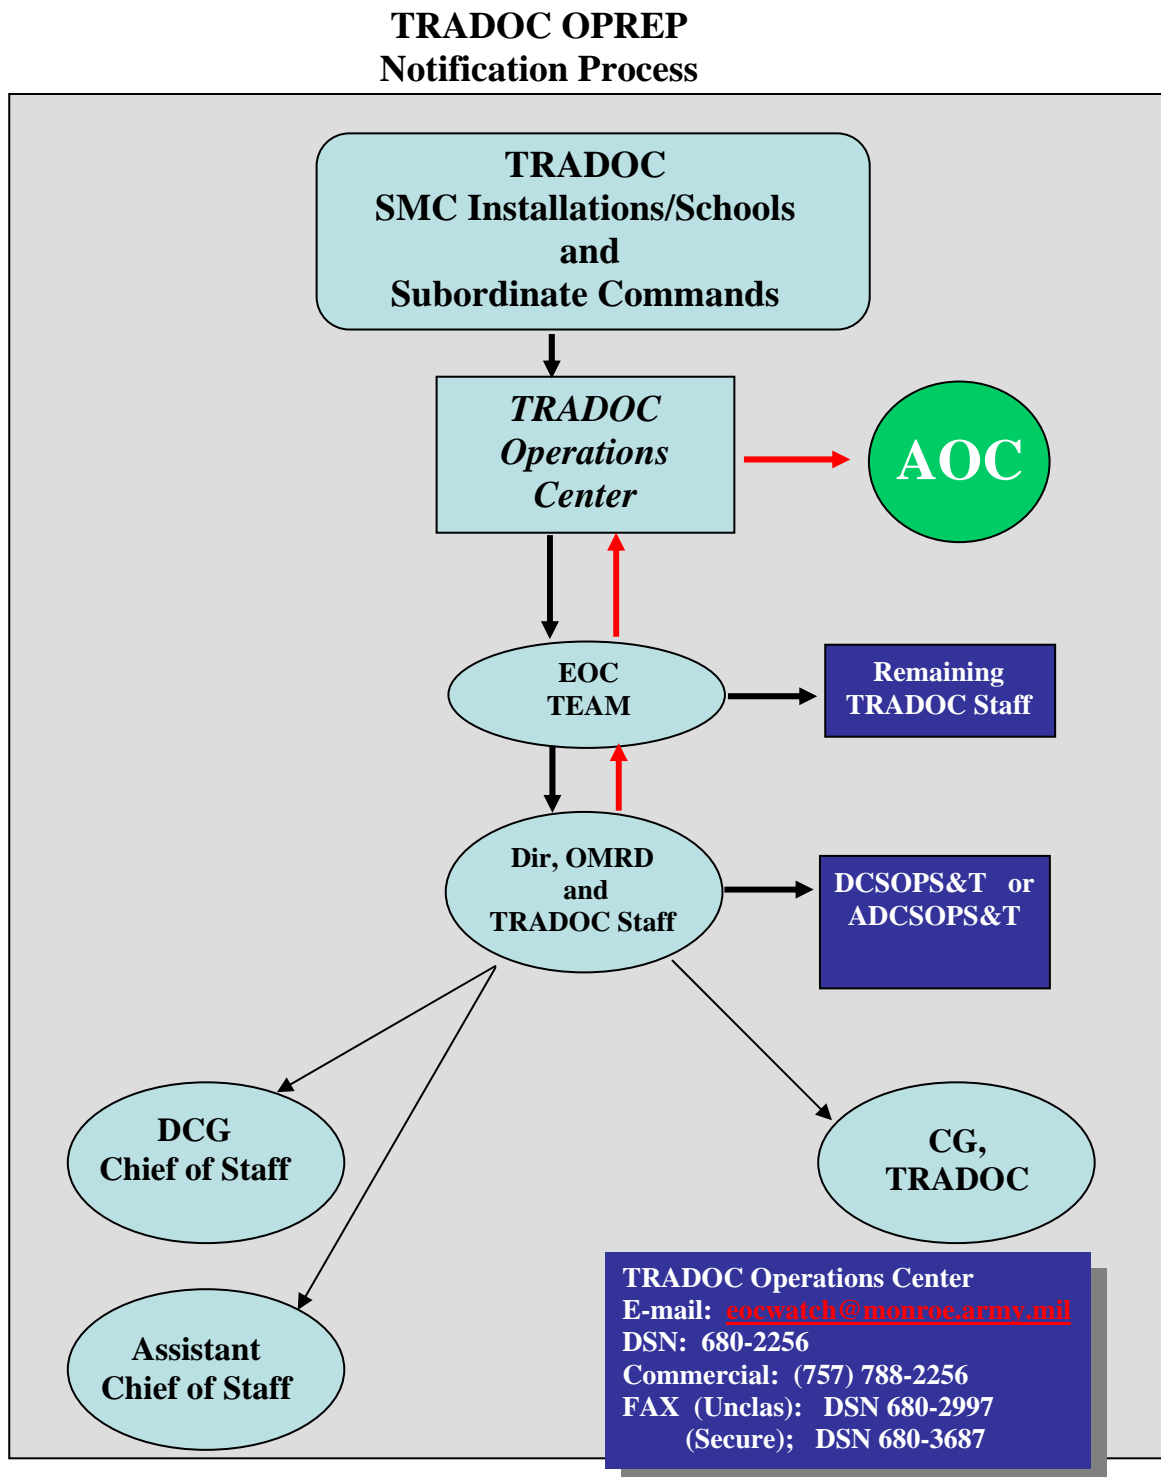 TRADOC OPREP
Notification Process
TRADOC
SMC Installations/Schools
and
Subordinate Commands
TRADOC
Operations
Center
AOC
EOC
TEAM
Remaining
TRADOC Staff
Dir, OMRD
and
TRADOC Staff
DCSOPS&T or
ADCSOPS&T
DCG
Chief of Staff
CG,
TRADOC
Assistant
Chief of Staff
TRADOC Operations Center
E-mail: eocwatch@monroe.army.mil
DSN: 680-2256
Commercial: (757) 788-2256
FAX (Unclas): DSN 680-2997
(Secure); DSN 680-3687